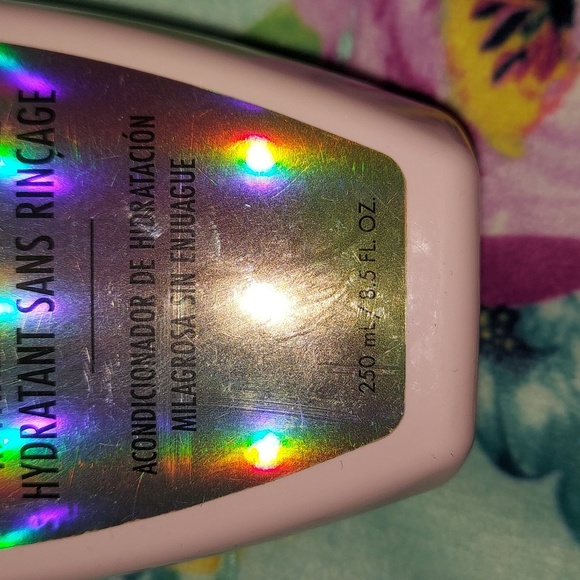 HYDRATANT SANS RINÇAGE
ACONDICIONADOR DE HIDRATACIÓN
MILAGROSA SIN ENJUAGUE
250 mL / 8.5 FL. OZ.